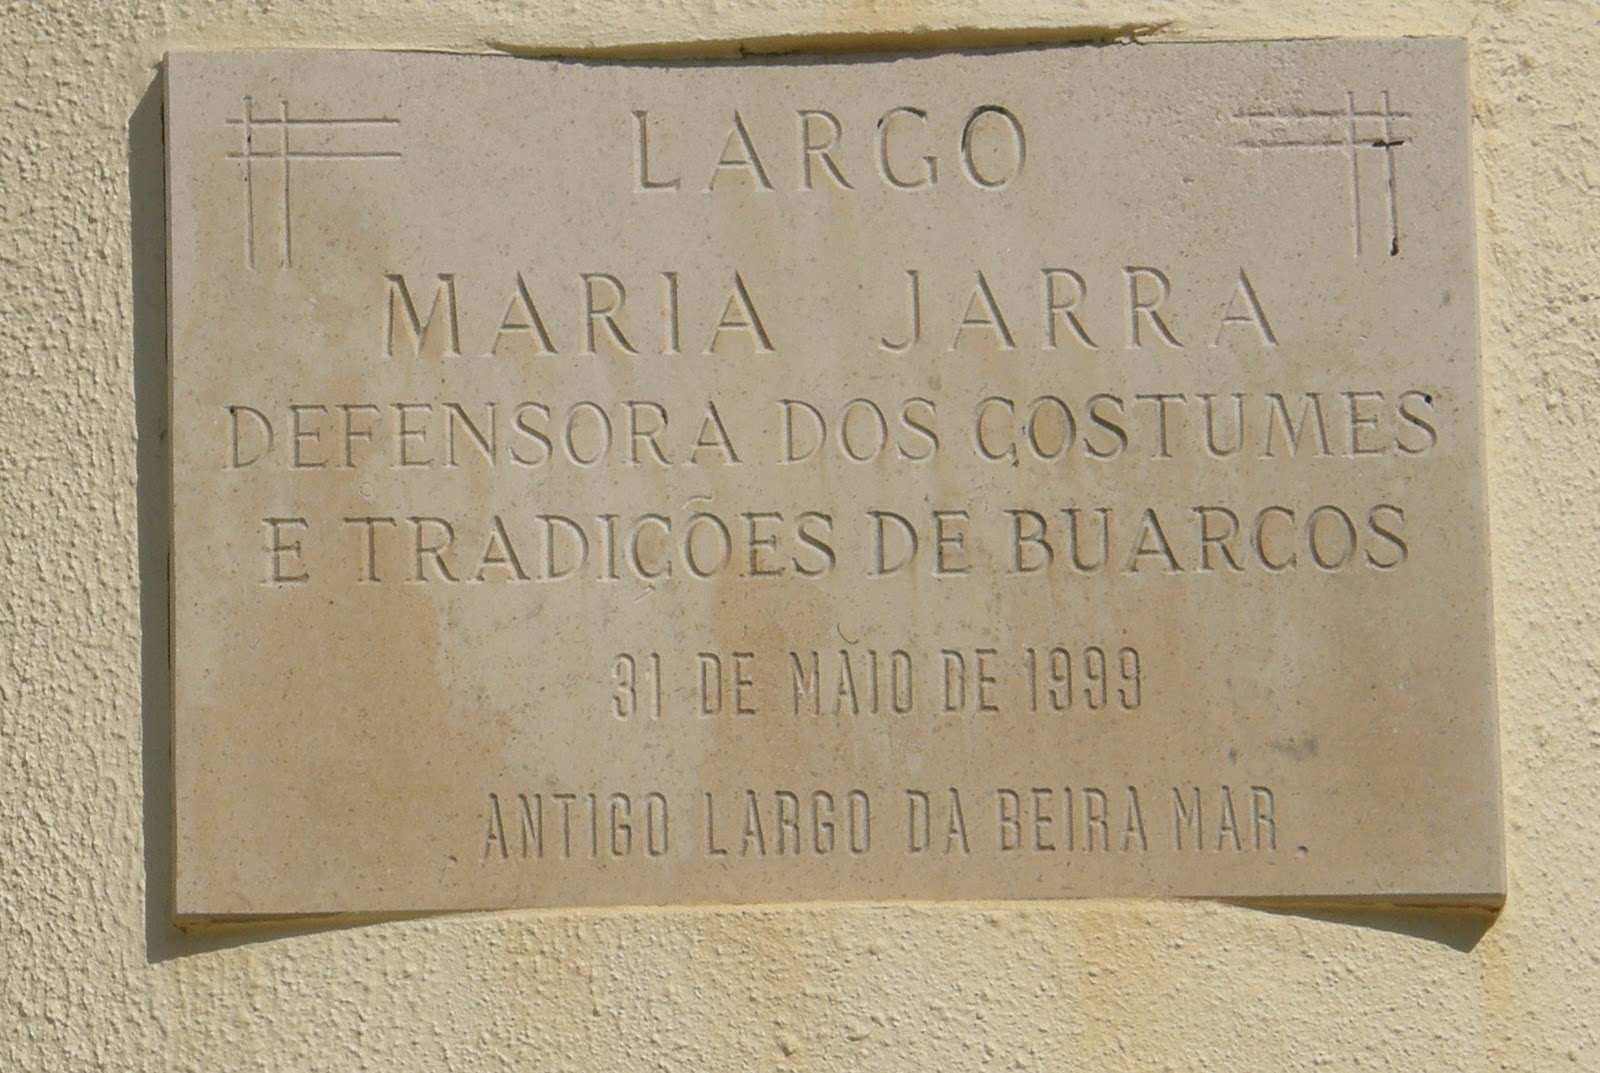 LARGO
MARIA JARRA
DEFENSORA DOS COSTUMES
E TRADIÇÕES DE BUARCOS
31 DE MAIO DE 1999
. ANTIGO LARGO DA BEIRA MAR .